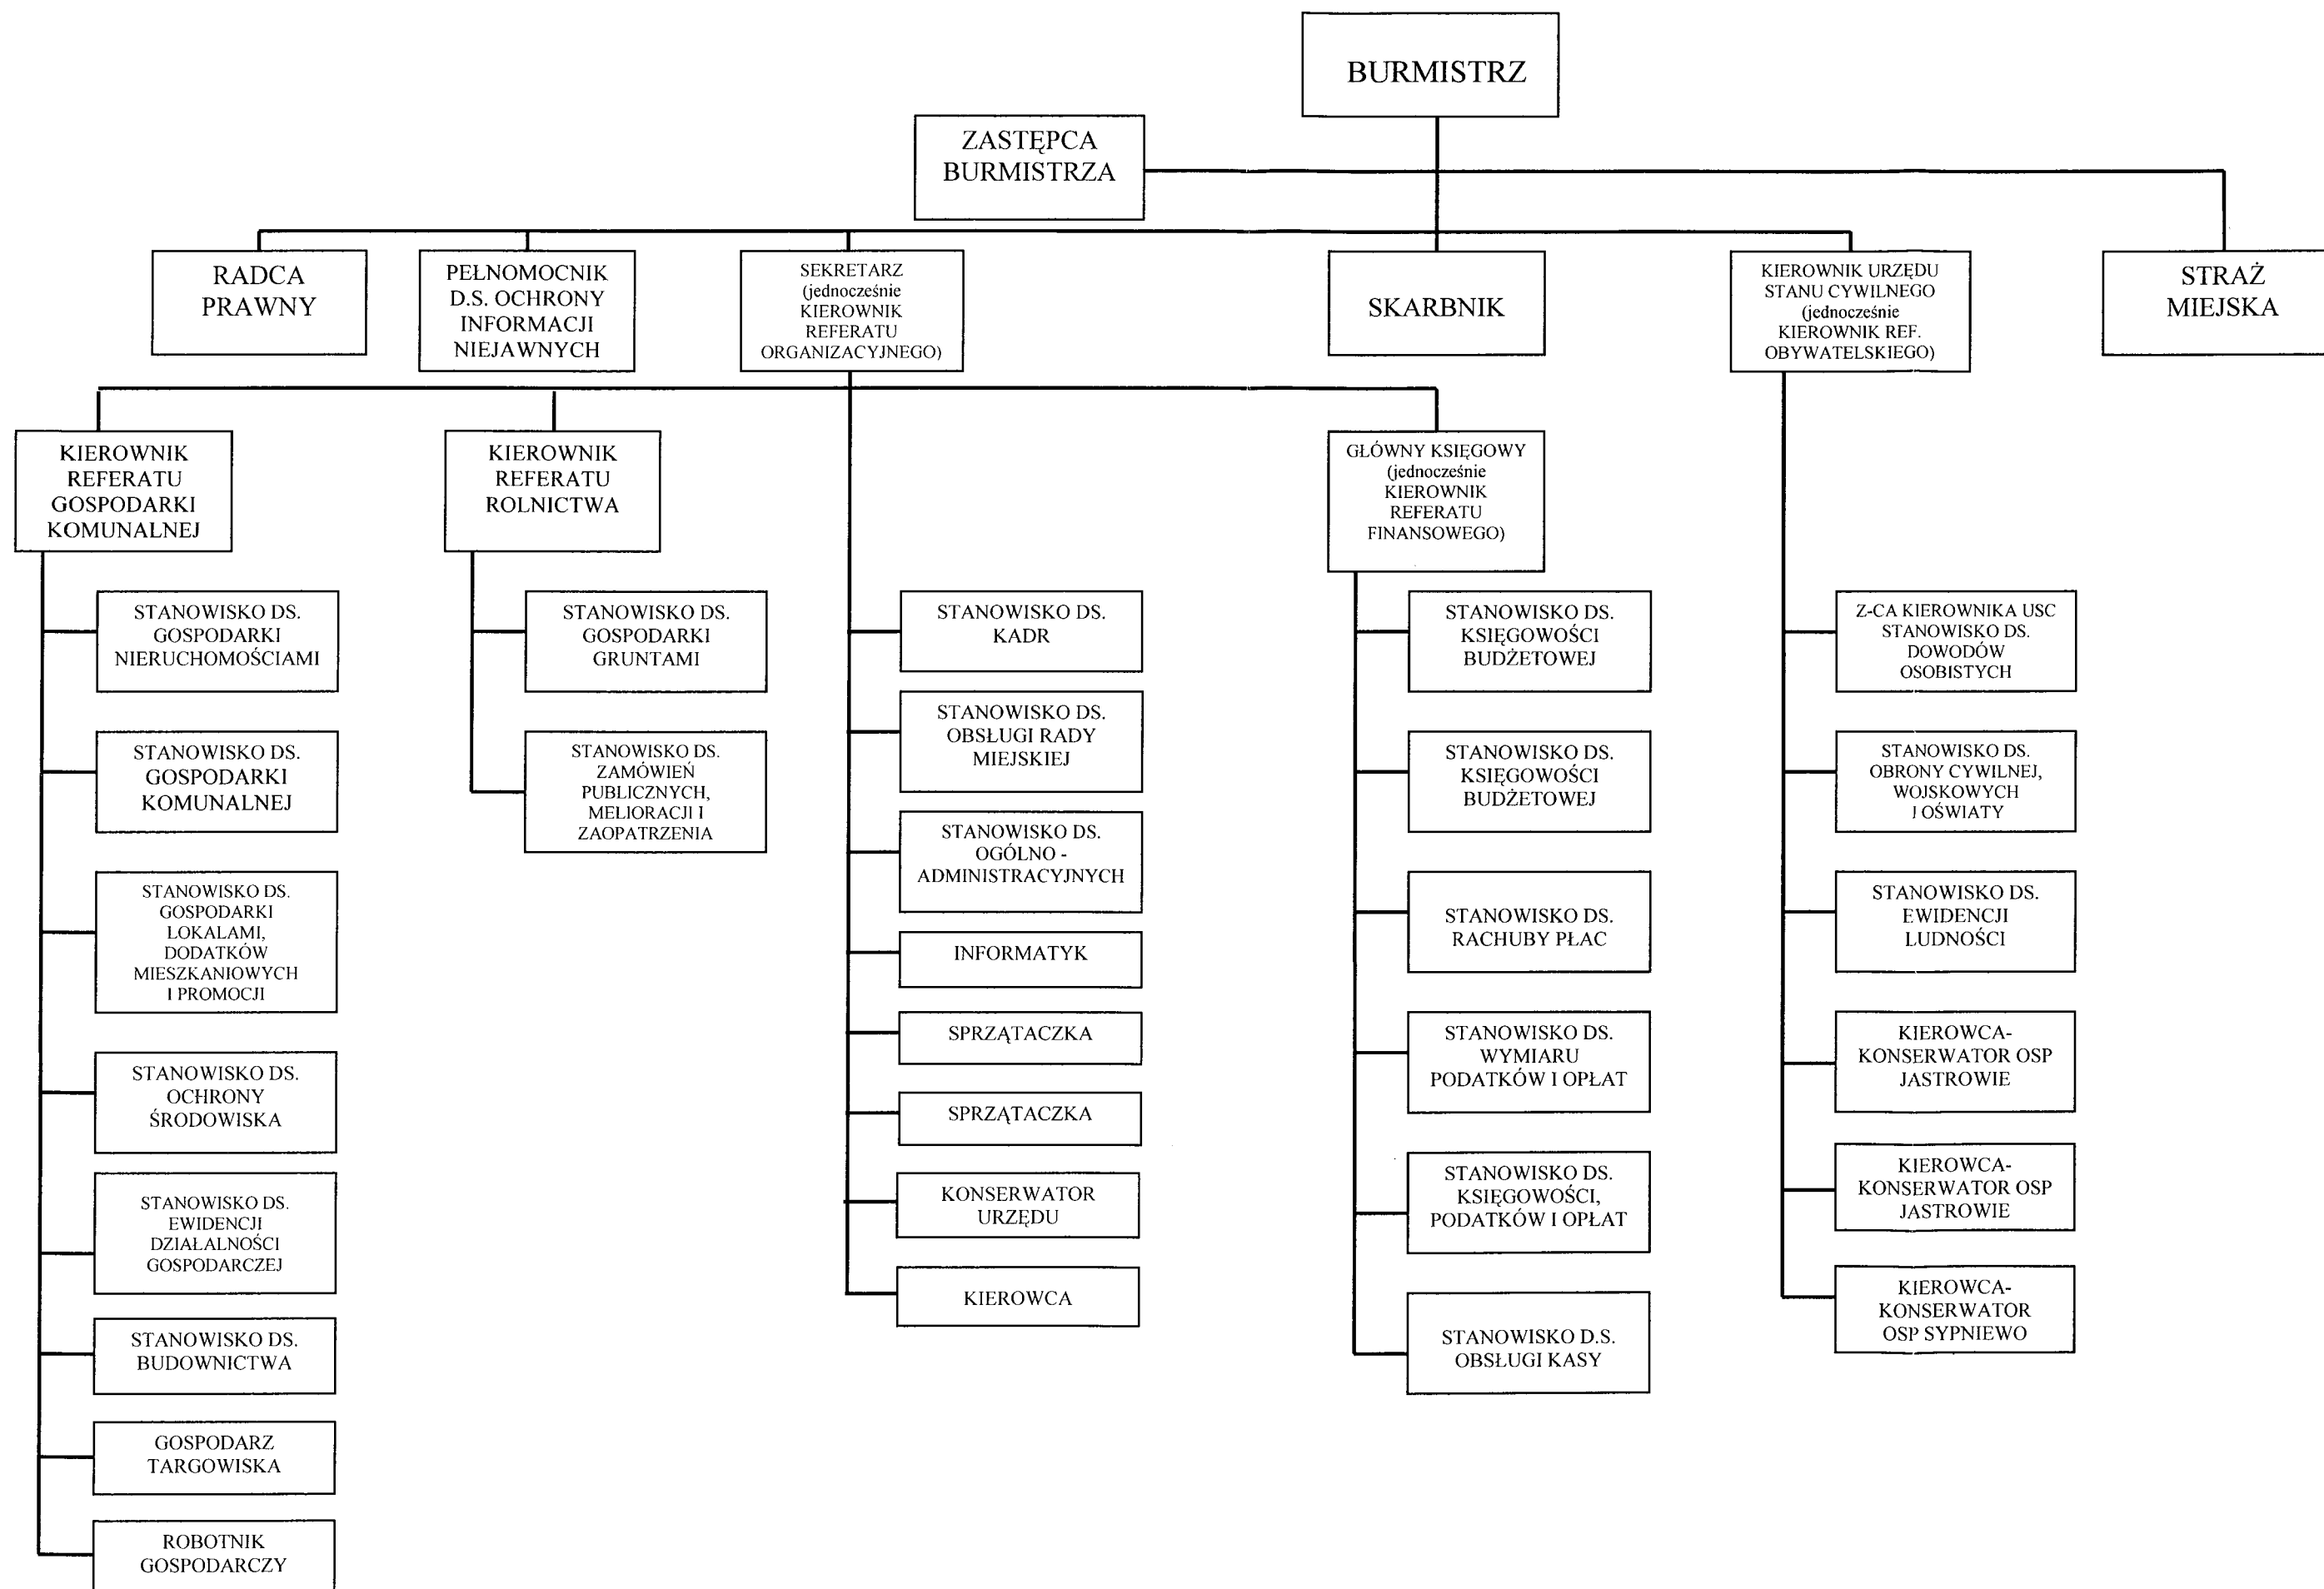 BURMISTRZ
ZASTĘPCA
BURMISTRZA
RADCA
PRAWNY
PEŁNOMOCNIK
D.S. OCHRONY
INFORMACJI
NIEJAWNYCH
SEKRETARZ
(jednocześnie
KIEROWNIK
REFERATU
ORGANIZACYJNEGO)
SKARBNIK
KIEROWNIK URZĘDU
STANU CYWILNEGO
(jednocześnie
KIEROWNIK REF.
OBYWATELSKIEGO)
STRAŻ
MIEJSKA
KIEROWNIK
REFERATU
GOSPODARKI
KOMUNALNEJ
KIEROWNIK
REFERATU
ROLNICTWA
GŁÓWNY KSIĘGOWY
(jednocześnie
KIEROWNIK
REFERATU
FINANSOWEGO)
STANOWISKO DS.
GOSPODARKI
NIERUCHOMOŚCIAMI
STANOWISKO DS.
GOSPODARKI
KOMUNALNEJ
STANOWISKO DS.
GOSPODARKI
LOKALAMI,
DODATKÓW
MIESZKANIOWYCH
I PROMOCJI
STANOWISKO DS.
OCHRONY
ŚRODOWISKA
STANOWISKO DS.
EWIDENCJI
DZIAŁALNOŚCI
GOSPODARCZEJ
STANOWISKO DS.
BUDOWNICTWA
GOSPODARZ
TARGOWISKA
ROBOTNIK
GOSPODARCZY
STANOWISKO DS.
GOSPODARKI
GRUNTAMI
STANOWISKO DS.
ZAMÓWIEŃ
PUBLICZNYCH,
MELIORACJI I
ZAOPATRZENIA
STANOWISKO DS.
KADR
STANOWISKO DS.
OBSŁUGI RADY
MIEJSKIEJ
STANOWISKO DS.
OGÓLNO -
ADMINISTRACYJNYCH
INFORMATYK
SPRZĄTACZKA
SPRZĄTACZKA
KONSERWATOR
URZĘDU
KIEROWCA
STANOWISKO DS.
KSIĘGOWOŚCI
BUDŻETOWEJ
STANOWISKO DS.
KSIĘGOWOŚCI
BUDŻETOWEJ
STANOWISKO DS.
RACHUBY PŁAC
STANOWISKO DS.
WYMIARU
PODATKÓW I OPŁAT
STANOWISKO DS.
KSIĘGOWOŚCI,
PODATKÓW I OPŁAT
STANOWISKO D.S.
OBSŁUGI KASY
Z-CA KIEROWNIKA USC
STANOWISKO DS.
DOWODÓW
OSOBISTYCH
STANOWISKO DS.
OBRONY CYWILNEJ,
WOJSKOWYCH
I OŚWIATY
STANOWISKO DS.
EWIDENCJI
LUDNOŚCI
KIEROWCA-
KONSERWATOR OSP
JASTROWIE
KIEROWCA-
KONSERWATOR OSP
JASTROWIE
KIEROWCA-
KONSERWATOR
OSP SYPNIEWO